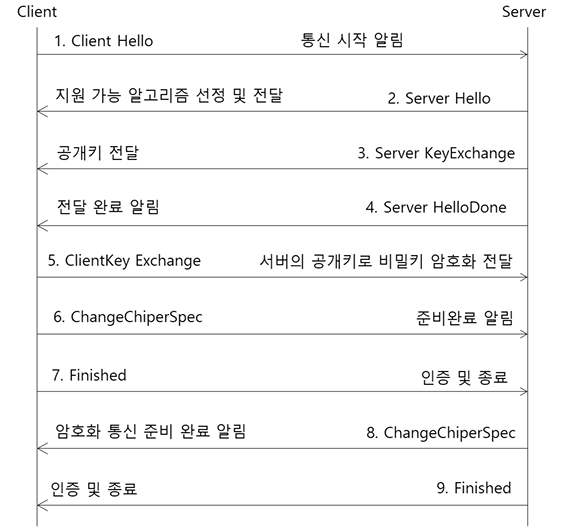 Client Server
1. Client Hello 통신 시작 알림
지원 가능 알고리즘 선정 및 전달 2. Server Hello
공개키 전달 3. Server KeyExchange
전달 완료 알림 4. Server HelloDone
5. ClientKey Exchange 서버의 공개키로 비밀키 암호화 전달
6. ChangeChiperSpec 준비완료 알림
7. Finished 인증 및 종료
암호화 통신 준비 완료 알림 8. ChangeChiperSpec
인증 및 종료 9. Finished